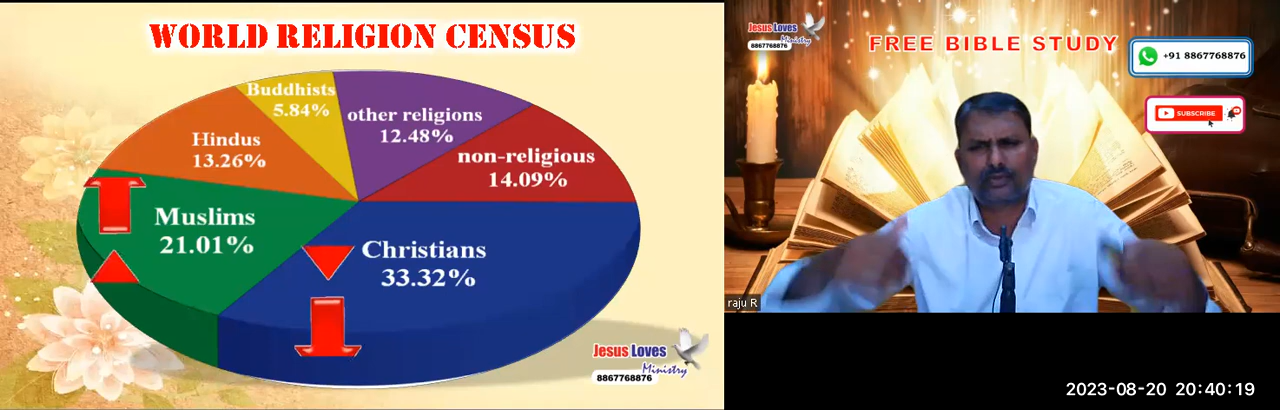 WORLD RELIGION CENSUS
Buddhists
5.84%
other religions
12.48%
Hindus
13.26%
non-religious
14.09%
Muslims
21.01%
Christians
33.32%
Jesus Loves
Ministry
8867768876
Jesus Loves
Ministry
8867768876
FREE BIBLE STUDY
+91 8867768876
SUBSCRIBE
raju R
2023-08-20 20:40:19